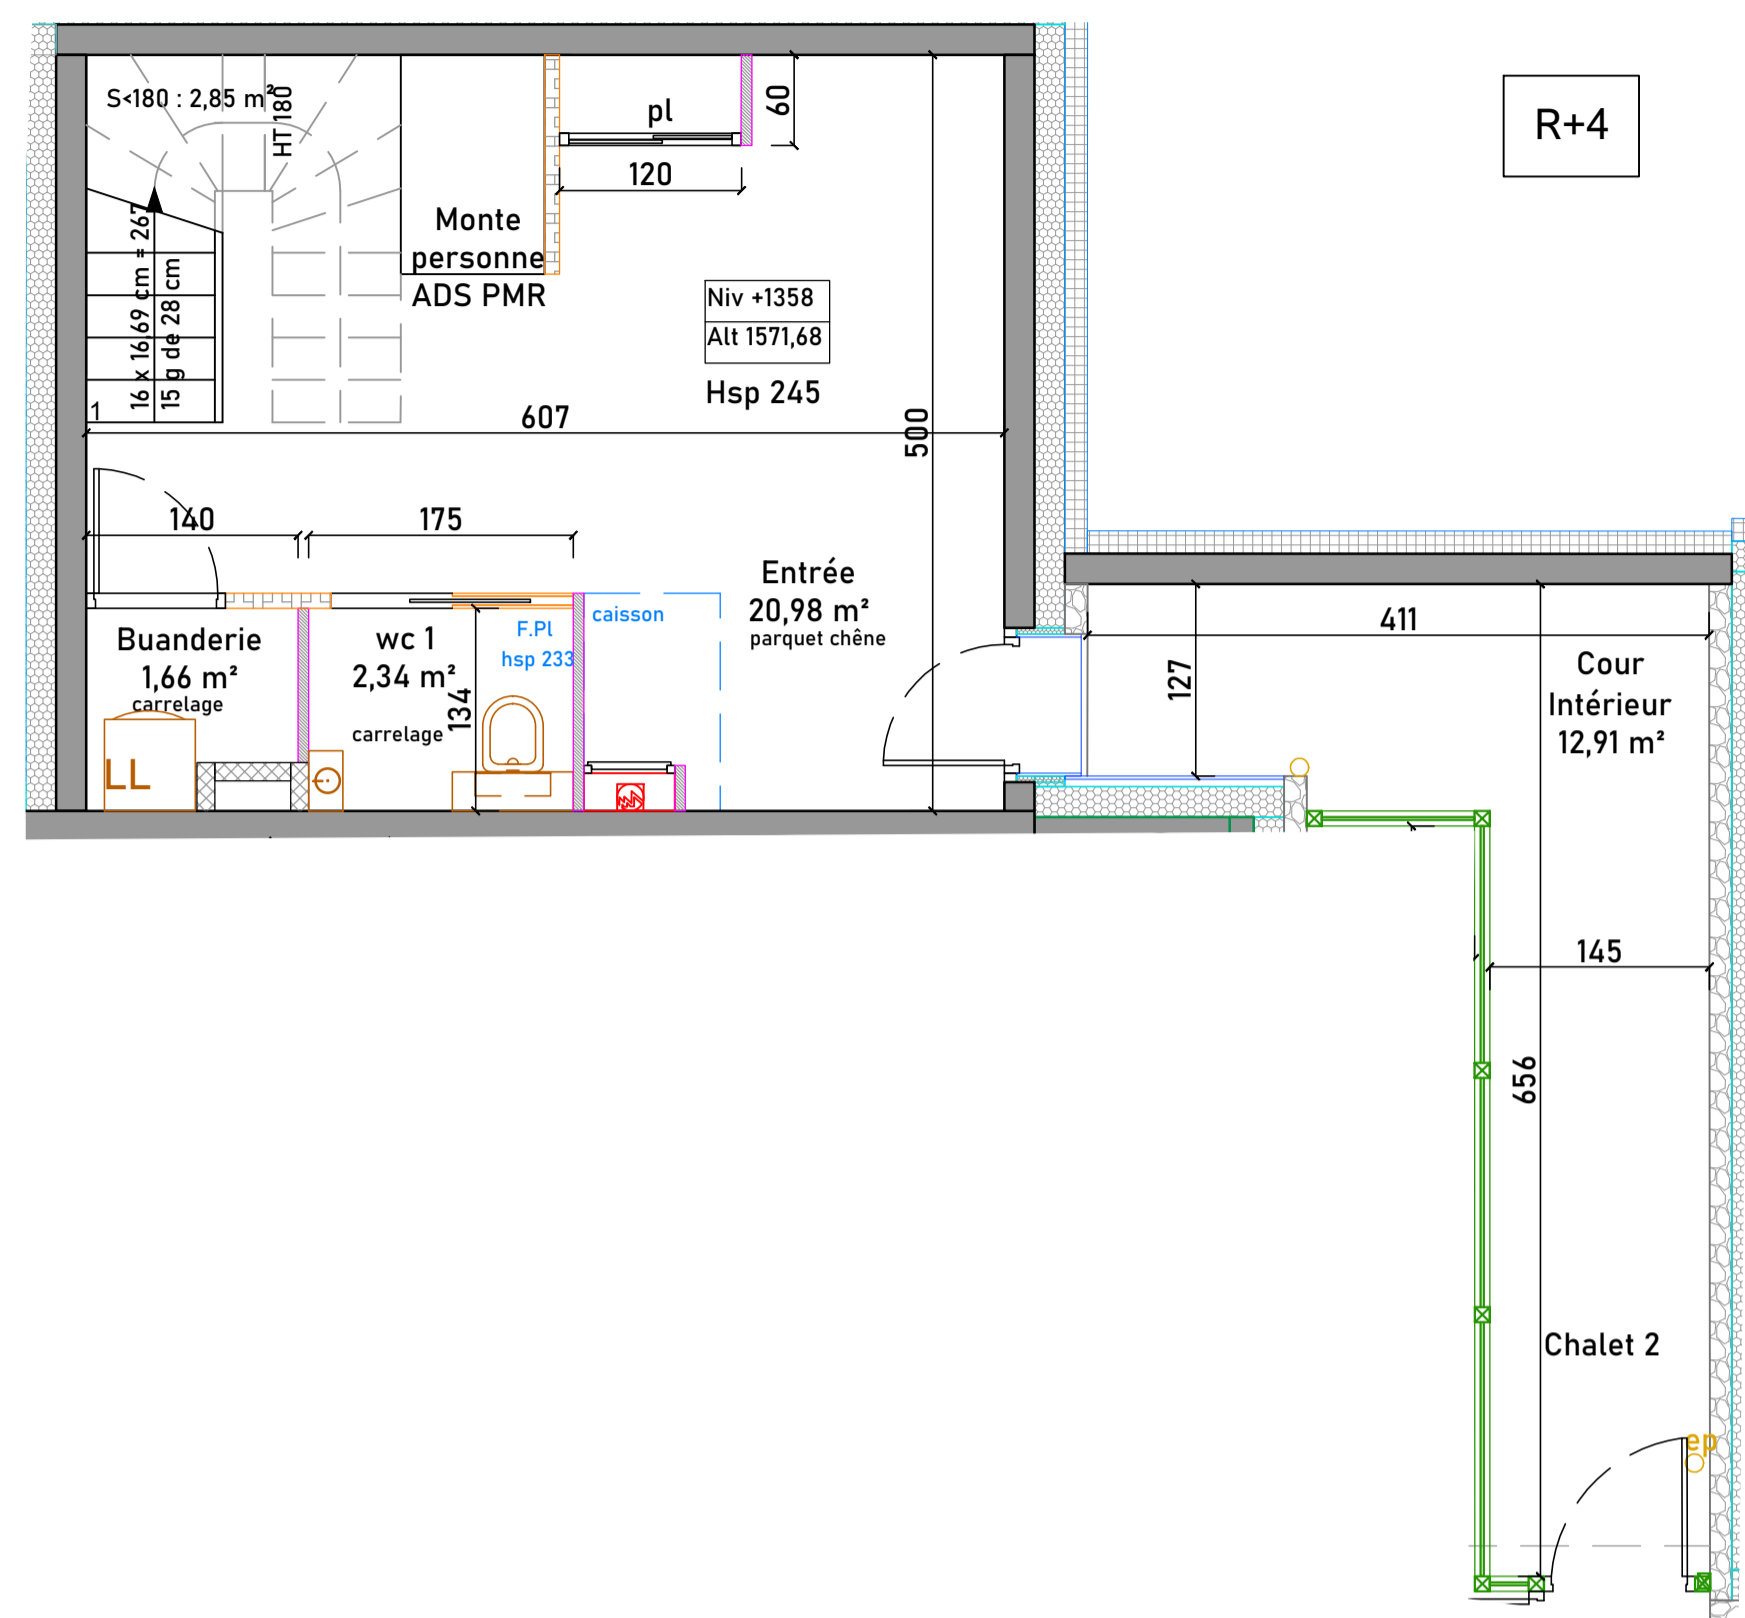 S<180 : 2,85 m²
HT 180
pl
60
R+4
120
Monte
personne
ADS PMR
16 x 16,69 cm = 267
15 g de 28 cm
1
Niv +1358
Alt 1571,68
Hsp 245
607
500
140
175
Entrée
20,98 m²
parquet chêne
caisson
F.Pl
hsp 233
Buanderie
1,66 m²
carrelage
wc 1
2,34 m²
carrelage
134
LL
411
127
Cour
Intérieur
12,91 m²
145
656
Chalet 2
ep